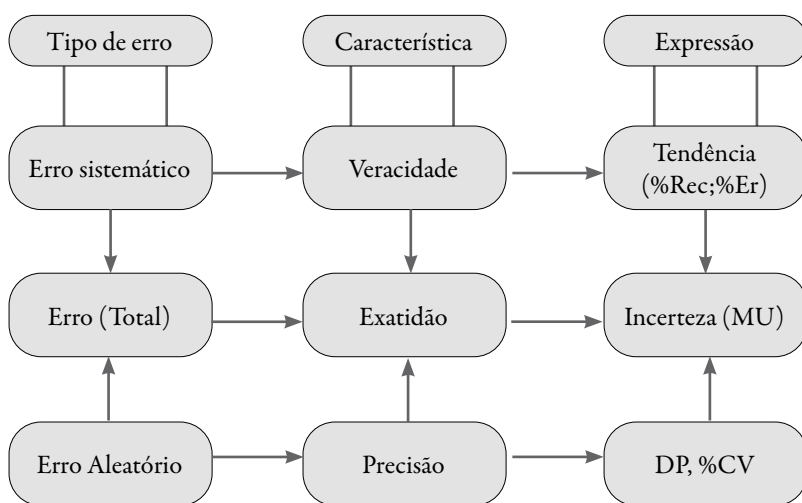 Tipo de erro
Característica
Expressão
Erro sistemático
Veracidade
Tendência
(%Rec;%Er)
Erro (Total)
Exatidão
Incerteza (MU)
Erro Aleatório
Precisão
DP, %CV